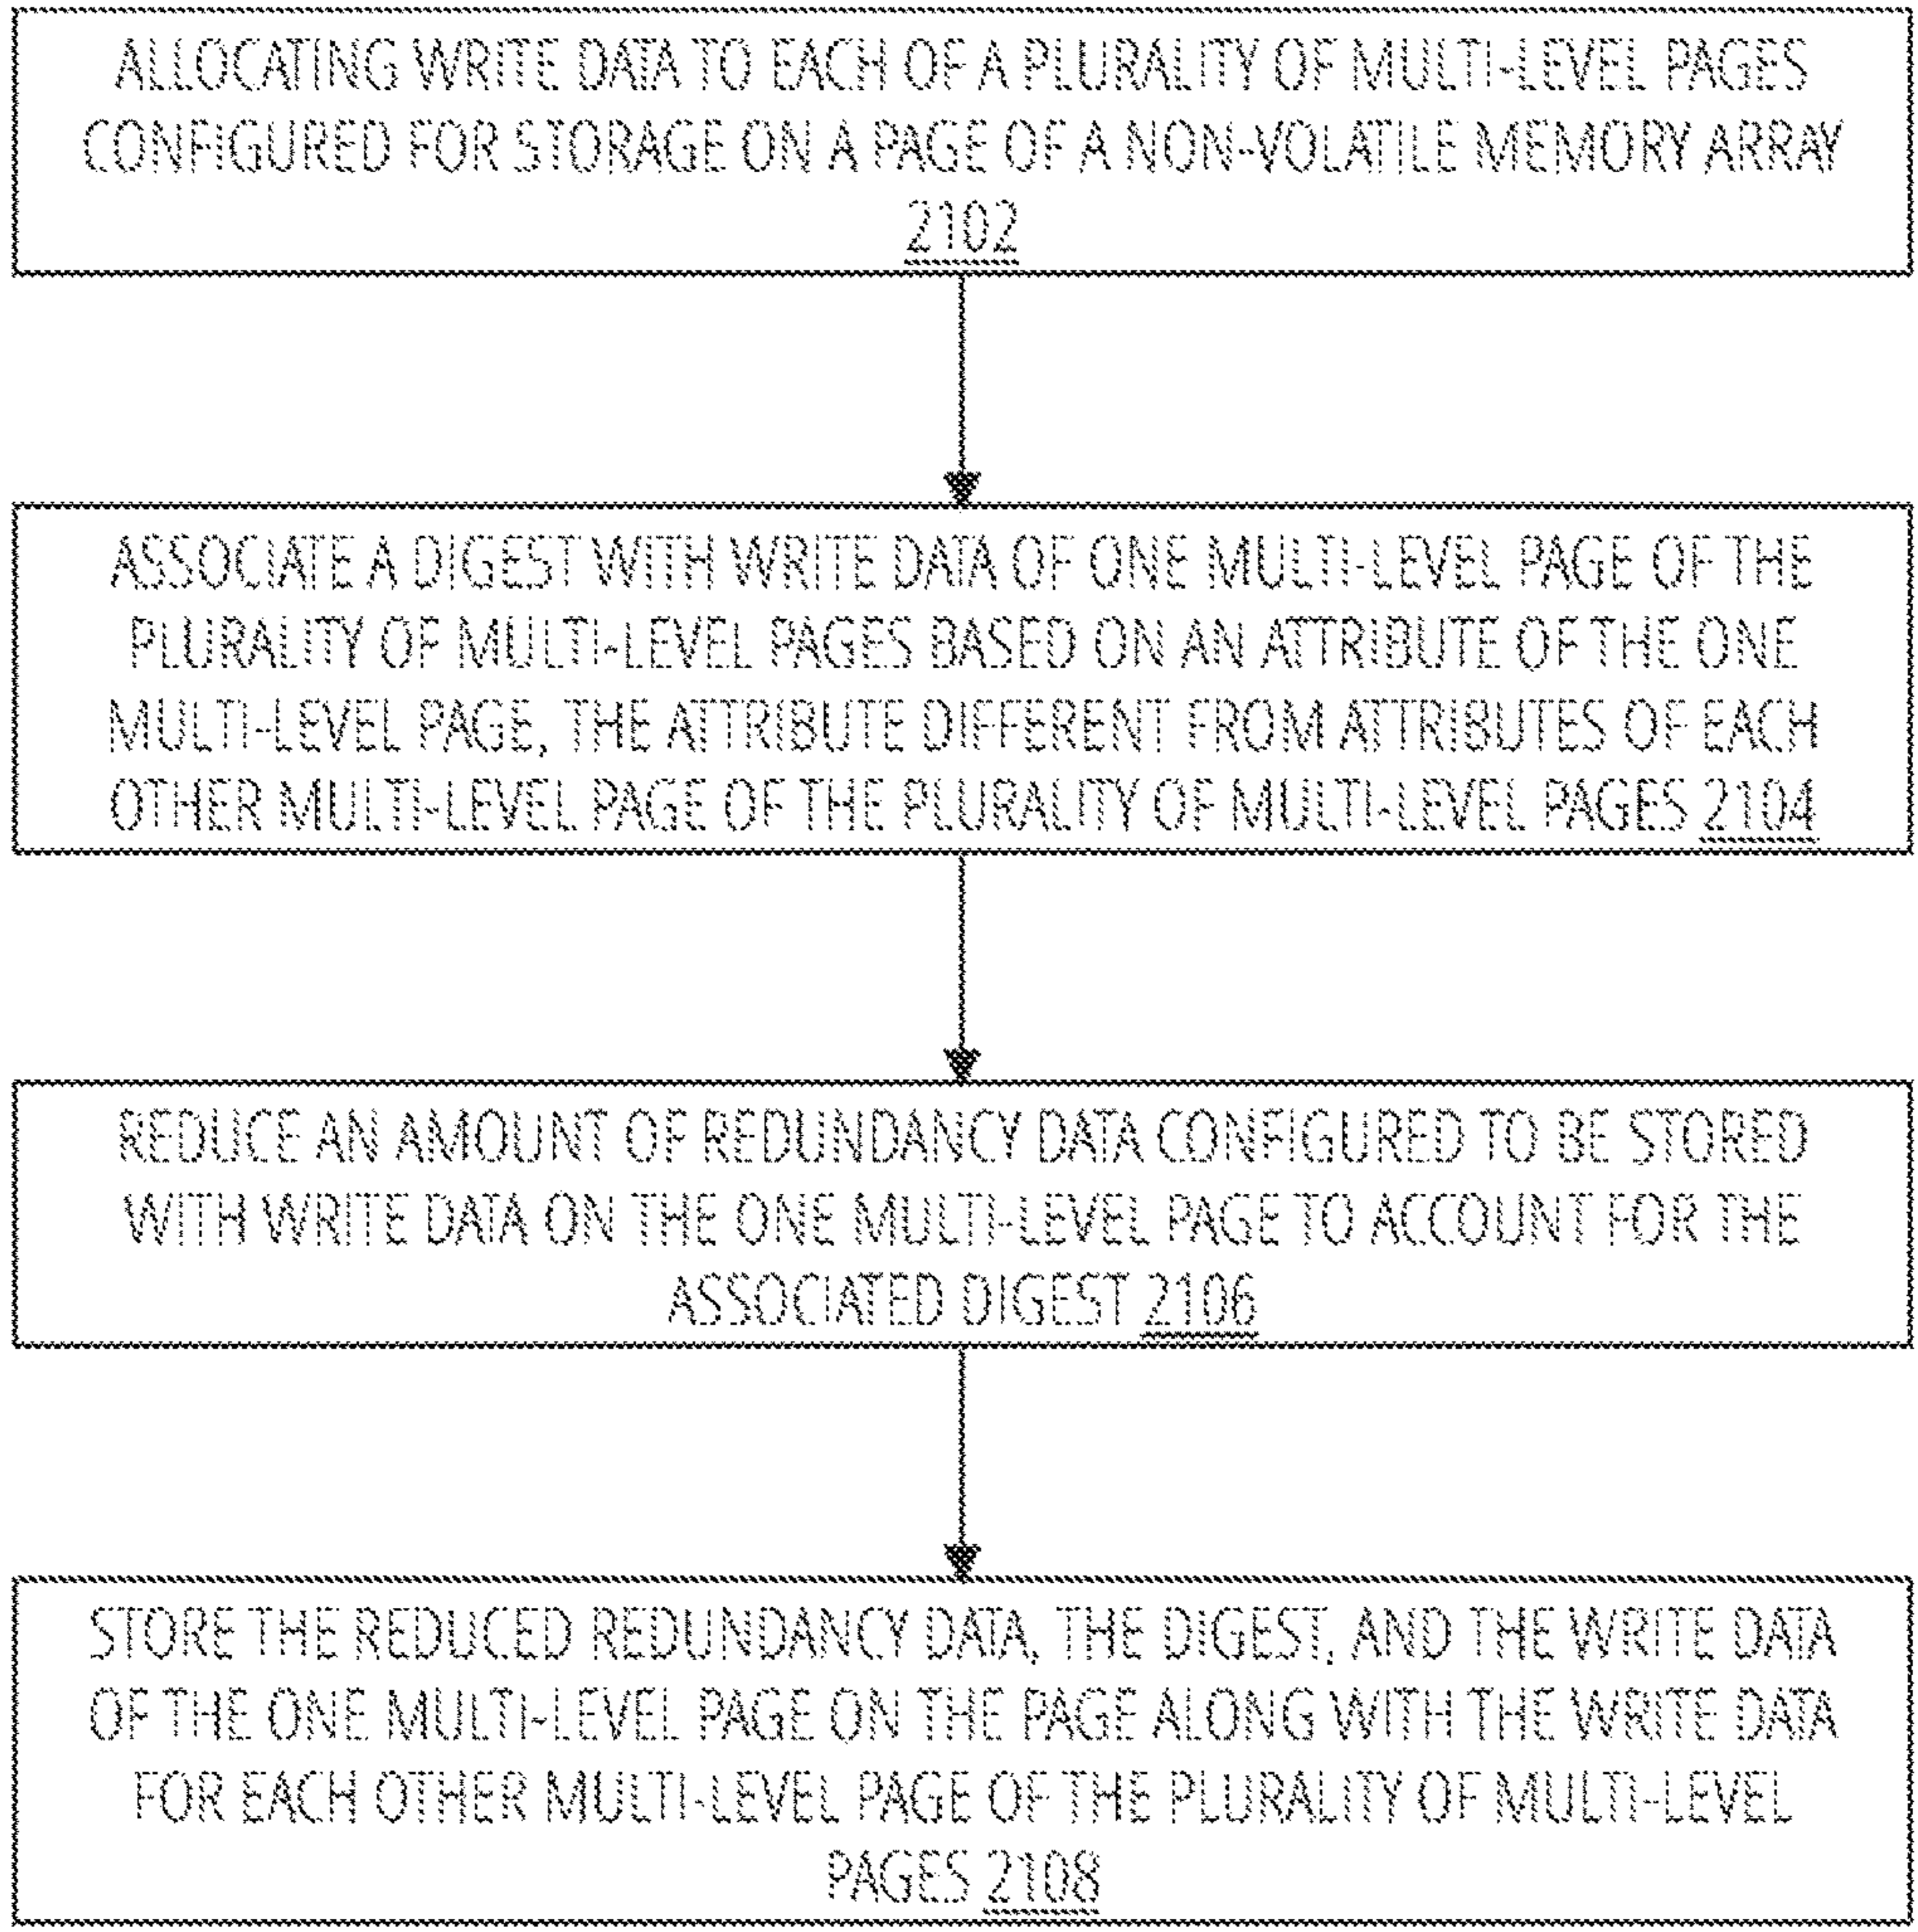 ALLOCATING WRITE DATA TO EACH OF A PLURALITY OF MULTI-LEVEL PAGES
CONFIGURED FOR STORAGE ON A PAGE OF A NON-VOLATILE MEMORY ARRAY
2102
ASSOCIATE A DIGEST WITH WRITE DATA OF ONE MULTI-LEVEL PAGE OF THE
PLURALITY OF MULTI-LEVEL PAGES BASED ON AN ATTRIBUTE OF THE ONE
MULTI-LEVEL PAGE, THE ATTRIBUTE DIFFERENT FROM ATTRIBUTES OF EACH
OTHER MULTI-LEVEL PAGE OF THE PLURALITY OF MULTI-LEVEL PAGES 2104
REDUCE AN AMOUNT OF REDUNDANCY DATA CONFIGURED TO BE STORED
WITH WRITE DATA ON THE ONE MULTI-LEVEL PAGE TO ACCOUNT FOR THE
ASSOCIATED DIGEST 2106
STORE THE REDUCED REDUNDANCY DATA, THE DIGEST, AND THE WRITE DATA
OF THE ONE MULTI-LEVEL PAGE ON THE PAGE ALONG WITH THE WRITE DATA
FOR EACH OTHER MULTI-LEVEL PAGE OF THE PLURALITY OF MULTI-LEVEL
PAGES 2108